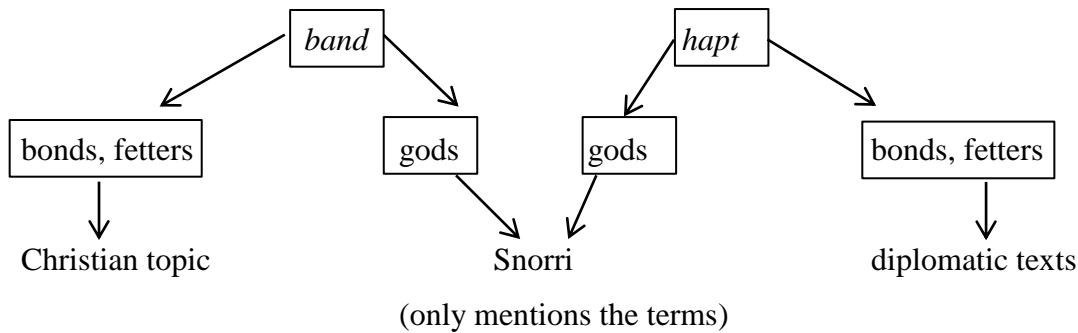 band hapt
bonds, fetters gods gods bonds, fetters
Christian topic Snorri diplomatic texts
(only mentions the terms)